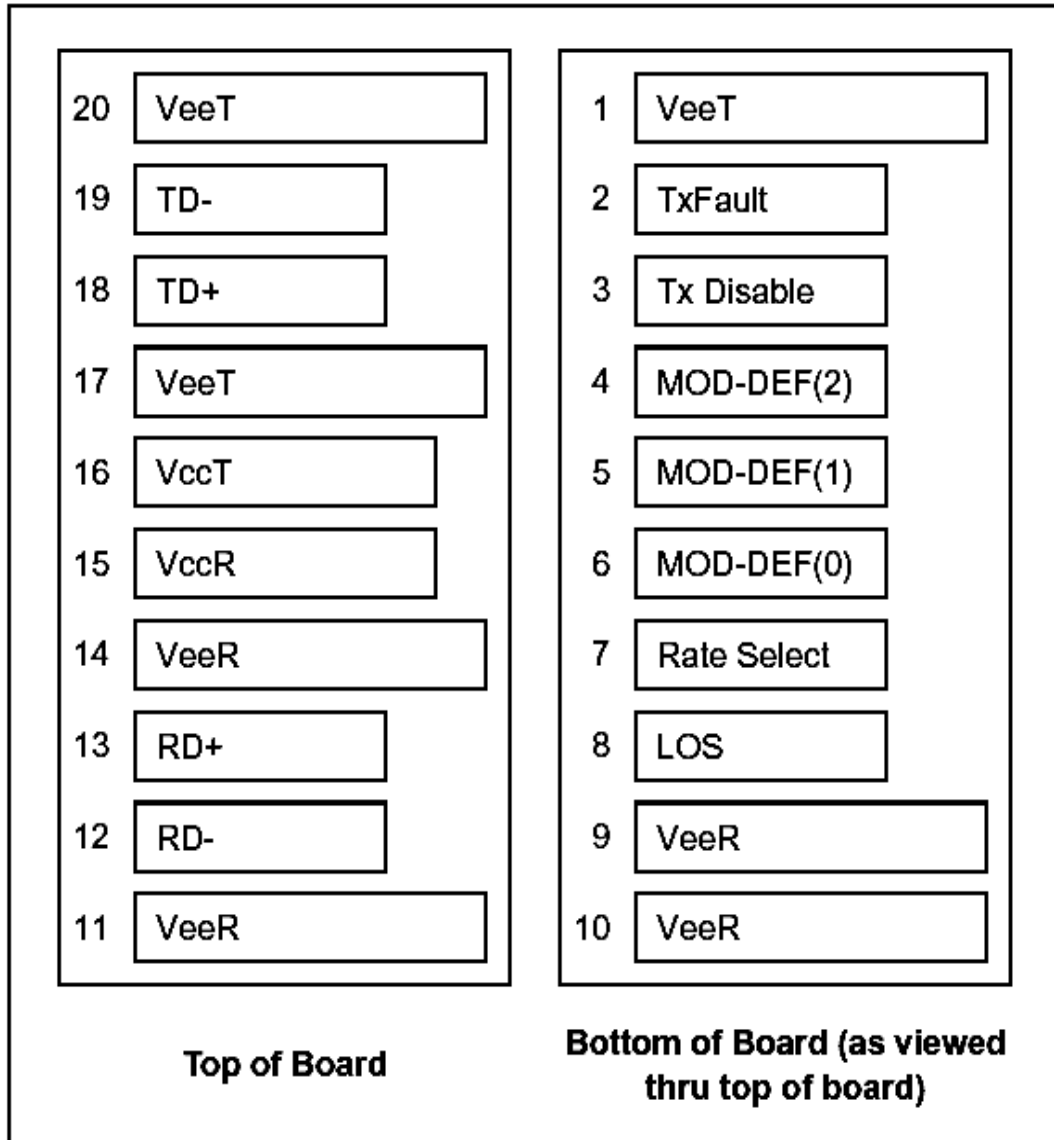 20 VeeT
19 TD-
18 TD+
17 VeeT
16 VccT
15 VccR
14 VeeR
13 RD+
12 RD-
11 VeeR
Top of Board
1 VeeT
2 TxFault
3 Tx Disable
4 MOD-DEF(2)
5 MOD-DEF(1)
6 MOD-DEF(0)
7 Rate Select
8 LOS
9 VeeR
10 VeeR
Bottom of Board (as viewed
thru top of board)